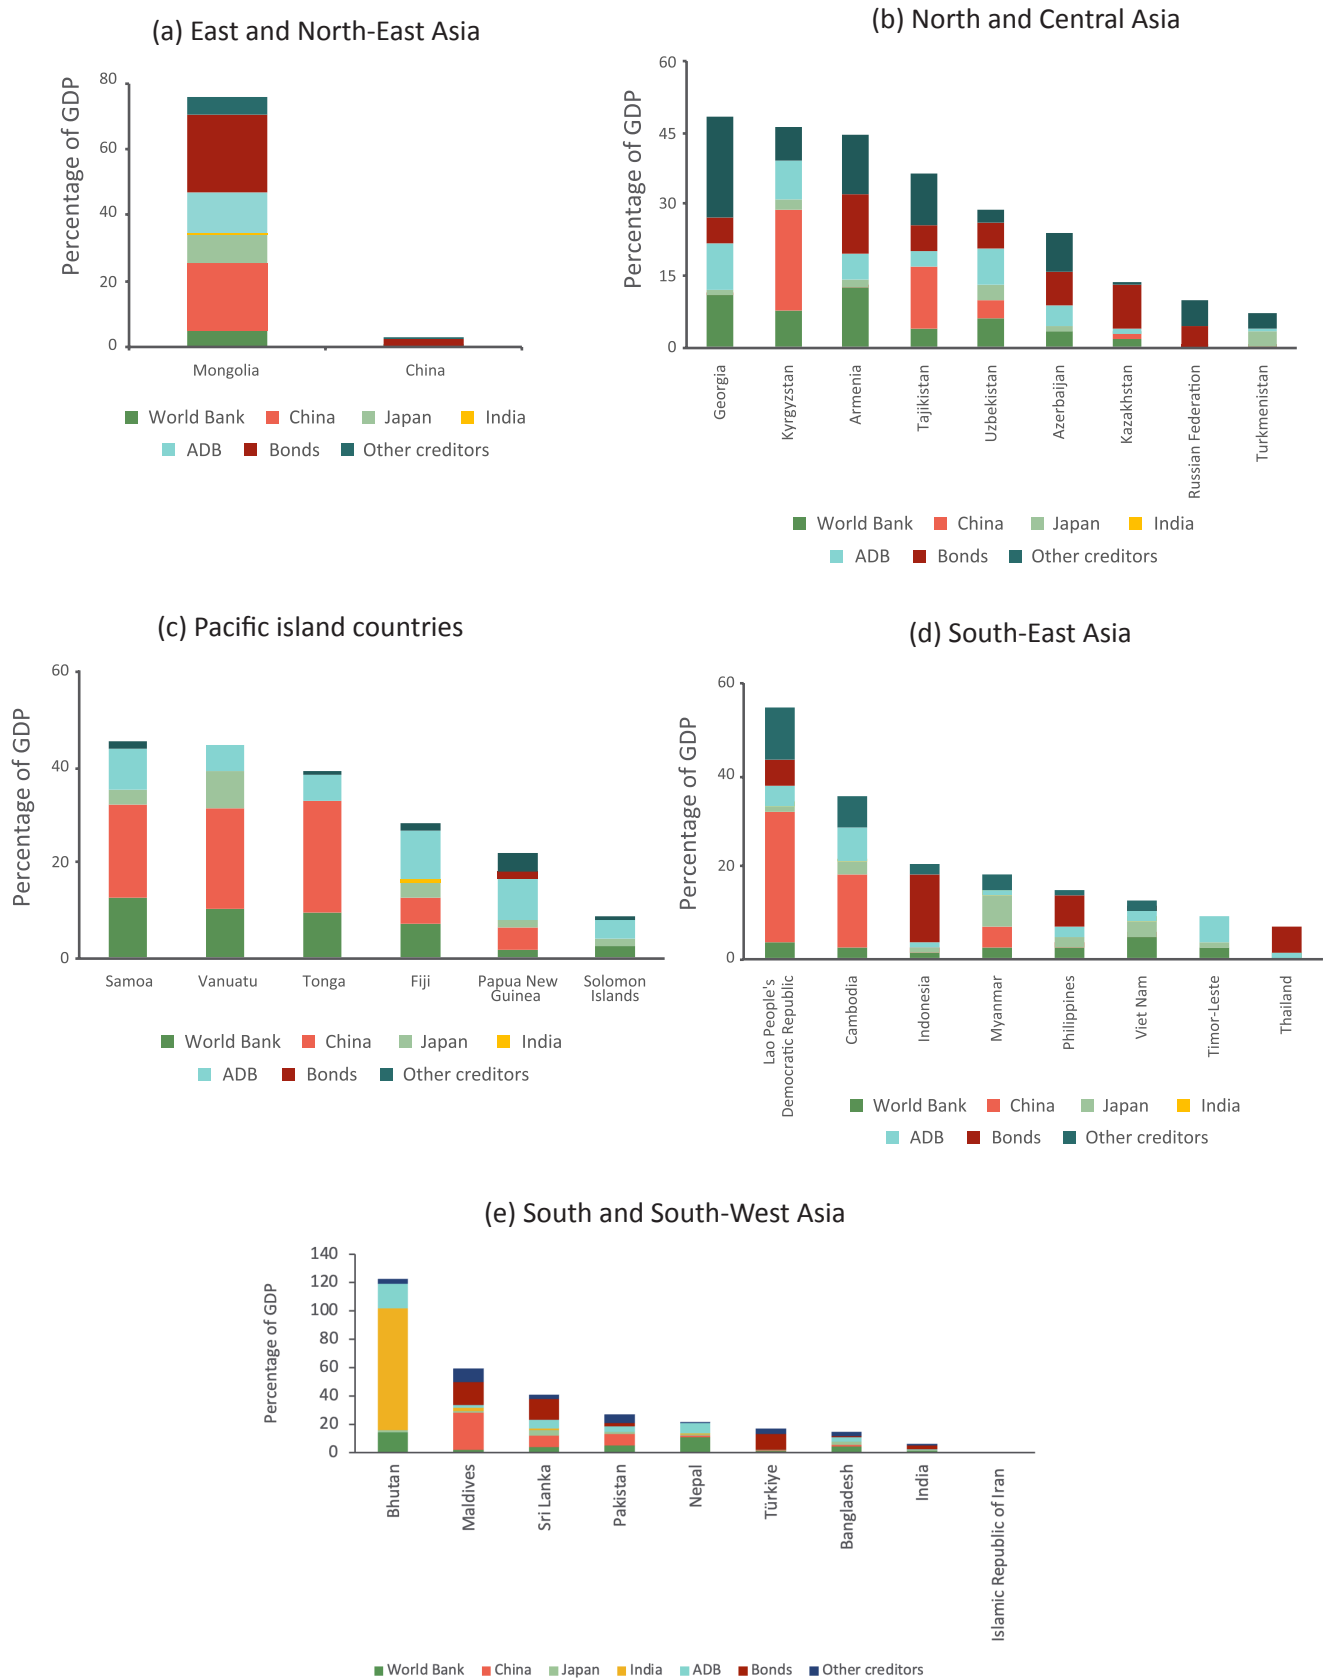 (a) East and North-East Asia
Percentage of GDP
80
60
40
20
0
Mongolia
China
World Bank China Japan India
ADB Bonds Other creditors
(b) North and Central Asia
Percentage of GDP
60
45
30
15
0
Georgia
Kyrgyzstan
Armenia
Tajikistan
Uzbekistan
Azerbaijan
Kazakhstan
Russian Federation
Turkmenistan
World Bank China Japan India
ADB Bonds Other creditors
(c) Pacific island countries
Percentage of GDP
60
40
20
0
Samoa
Vanuatu
Tonga
Fiji
Papua New
Guinea
Solomon
Islands
World Bank China Japan India
ADB Bonds Other creditors
(d) South-East Asia
Percentage of GDP
60
40
20
0
Lao People's
Democratic Republic
Cambodia
Indonesia
Myanmar
Philippines
Viet Nam
Timor-Leste
Thailand
World Bank China Japan India
ADB Bonds Other creditors
(e) South and South-West Asia
Percentage of GDP
140
120
100
80
60
40
20
0
Bhutan
Maldives
Sri Lanka
Pakistan
Nepal
Türkiye
Bangladesh
India
Islamic Republic of Iran
World Bank China Japan India ADB Bonds Other creditors